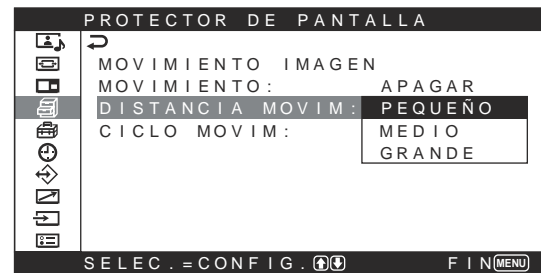 PROTECTOR DE PANTALLA
MOVIMIENTO IMAGEN
MOVIMIENTO: APAGAR
DISTANCIA MOVIM: PEQUEÑO
CICLO MOVIM: MEDIO
GRANDE
SELEC.=CONFIG. FIN MENU